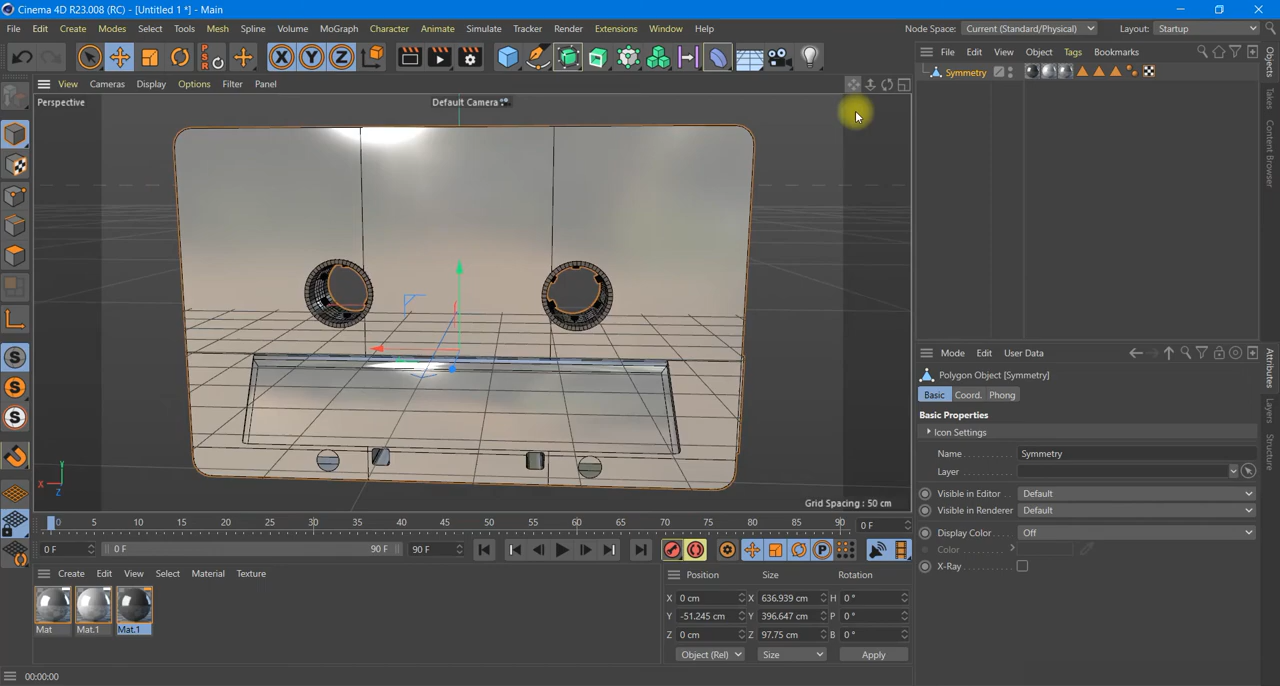 Cinema 4D R23.008 (RC) - [Untitled 1 *] - Main
File Edit Create Modes Select Tools Mesh Spline Volume MoGraph Character Animate Simulate Tracker Render Extensions Window Help Node Space: Current (Standard/Physical) Layout: Startup
X Y Z
View Cameras Display Options Filter Panel
File Edit View Object Tags Bookmarks
Perspective
Default Camera
Symmetry
Objects
Takes
Content Browser
Mode Edit User Data
Polygon Object [Symmetry]
Basic Coord. Phong
Basic Properties
Icon Settings
Name Symmetry
Layer
Visible in Editor Default
Visible in Renderer Default
Display Color Off
Color
X-Ray
Attributes
Layers
Structure
Y
X
Z
Grid Spacing : 50 cm
0 5 10 15 20 25 30 35 40 45 50 55 60 65 70 75 80 85 90 0 F
0 F 0 F 90 F 90 F
Create Edit View Select Material Texture
Mat Mat.1 Mat.1
Position Size Rotation
X 0 cm X 636.939 cm H 0 °
Y -51.245 cm Y 396.647 cm P 0 °
Z 0 cm Z 97.75 cm B 0 °
Object (Rel) Size Apply
00:00:00